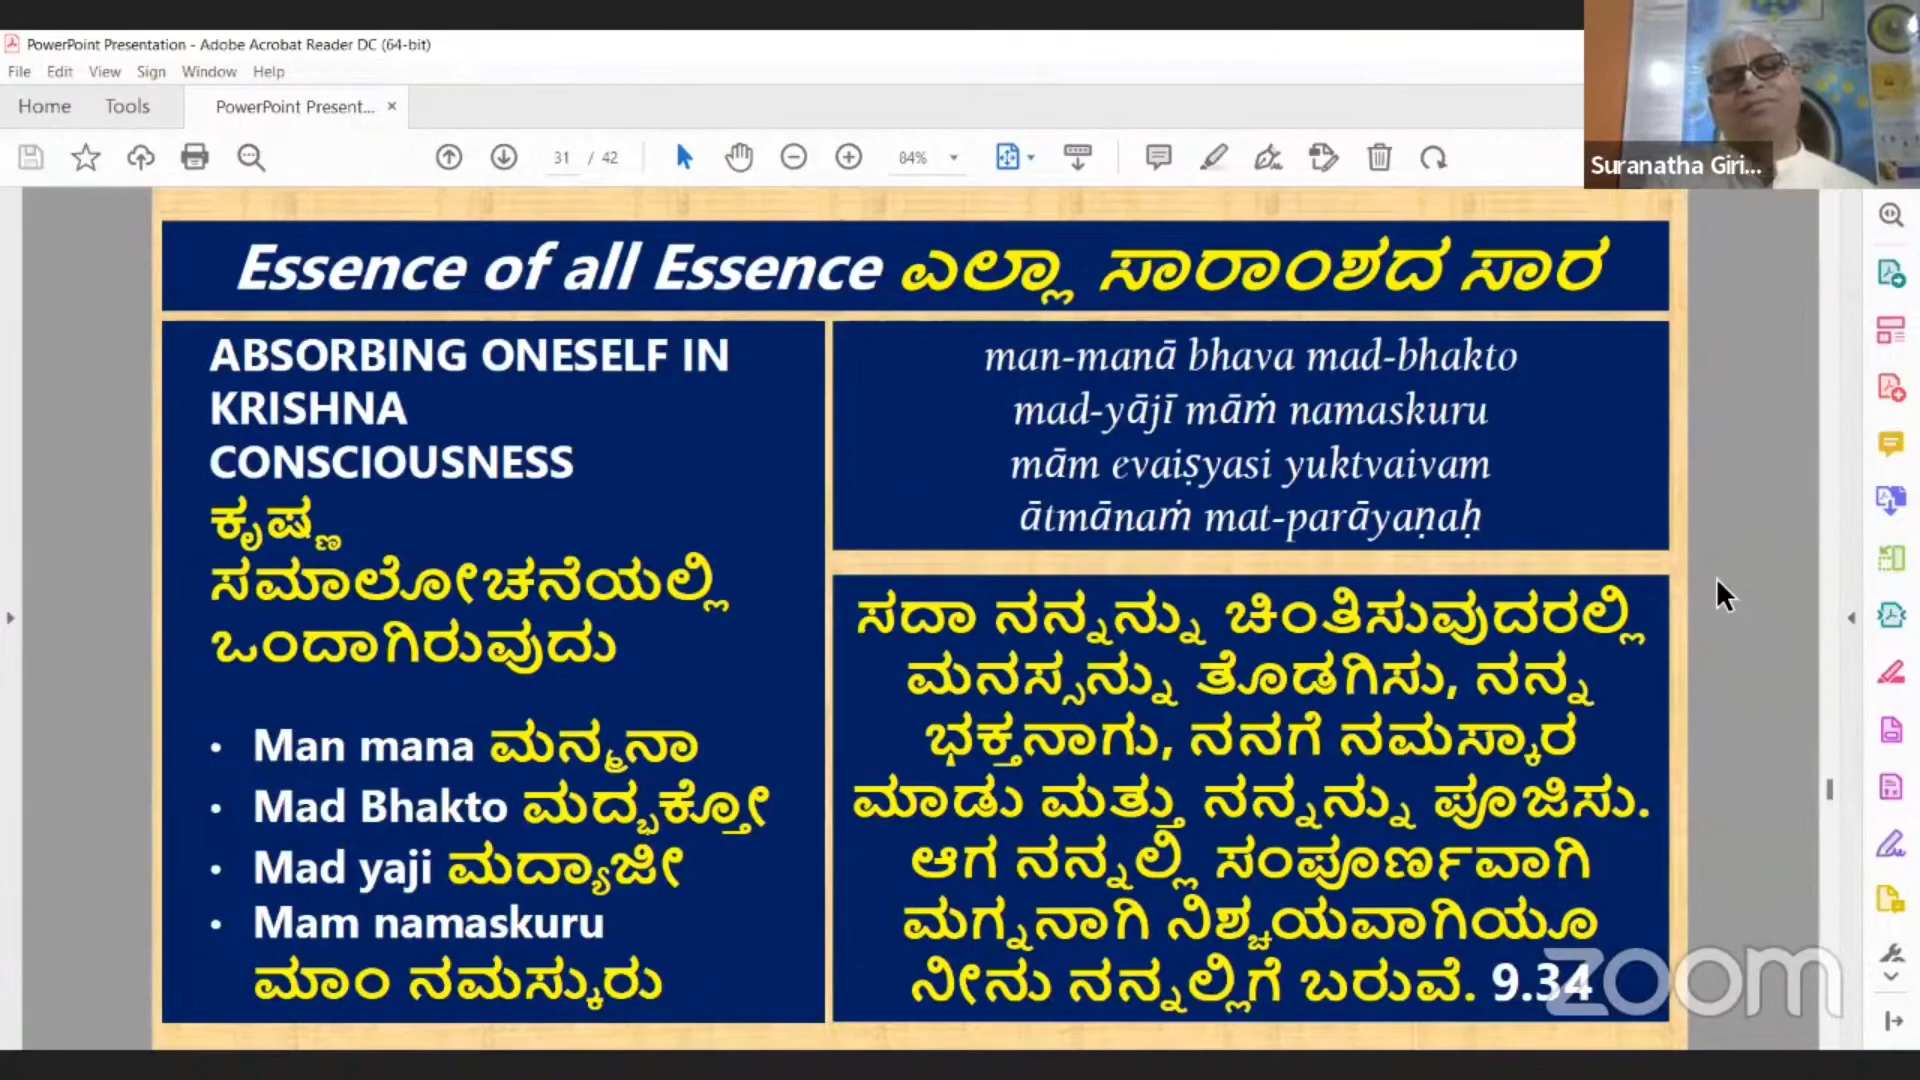 PowerPoint Presentation - Adobe Acrobat Reader DC (64-bit)
File Edit View Sign Window Help
Home Tools PowerPoint Present... ×
31 / 42 84%
Suranatha Giri...
Essence of all Essence ಎಲ್ಲಾ ಸಾರಾಂಶದ ಸಾರ
ABSORBING ONESELF IN
KRISHNA
CONSCIOUSNESS
ಕೃಷ್ಣ
ಸಮಾಲೋಚನೆಯಲ್ಲಿ
ಒಂದಾಗಿರುವುದು
• Man mana ಮನ್ಮನಾ
• Mad Bhakto ಮದ್ಭಕ್ತೋ
• Mad yaji ಮದ್ಯಾಜೀ
• Mam namaskuru
ಮಾಂ ನಮಸ್ಕುರು
man-manā bhava mad-bhakto
mad-yājī māṁ namaskuru
mām evaiṣyasi yuktvaivam
ātmānaṁ mat-parāyaṇaḥ
ಸದಾ ನನ್ನನ್ನು ಚಿಂತಿಸುವುದರಲ್ಲಿ
ಮನಸ್ಸನ್ನು ತೊಡಗಿಸು, ನನ್ನ
ಭಕ್ತನಾಗು, ನನಗೆ ನಮಸ್ಕಾರ
ಮಾಡು ಮತ್ತು ನನ್ನನ್ನು ಪೂಜಿಸು.
ಆಗ ನನ್ನಲ್ಲಿ ಸಂಪೂರ್ಣವಾಗಿ
ಮಗ್ನನಾಗಿ ನಿಶ್ಚಯವಾಗಿಯೂ
ನೀನು ನನ್ನಲ್ಲಿಗೆ ಬರುವೆ. 9.34
zoom